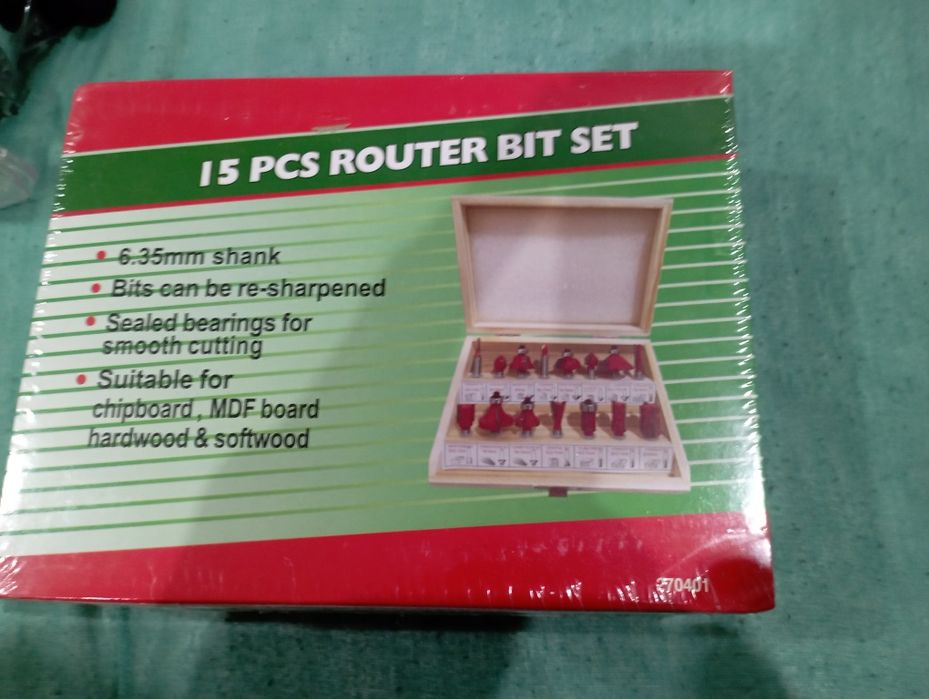 15 PCS ROUTER BIT SET
• 6.35mm shank
• Bits can be re-sharpened
• Sealed bearings for
smooth cutting
• Suitable for
chipboard, MDF board
hardwood & softwood
270401